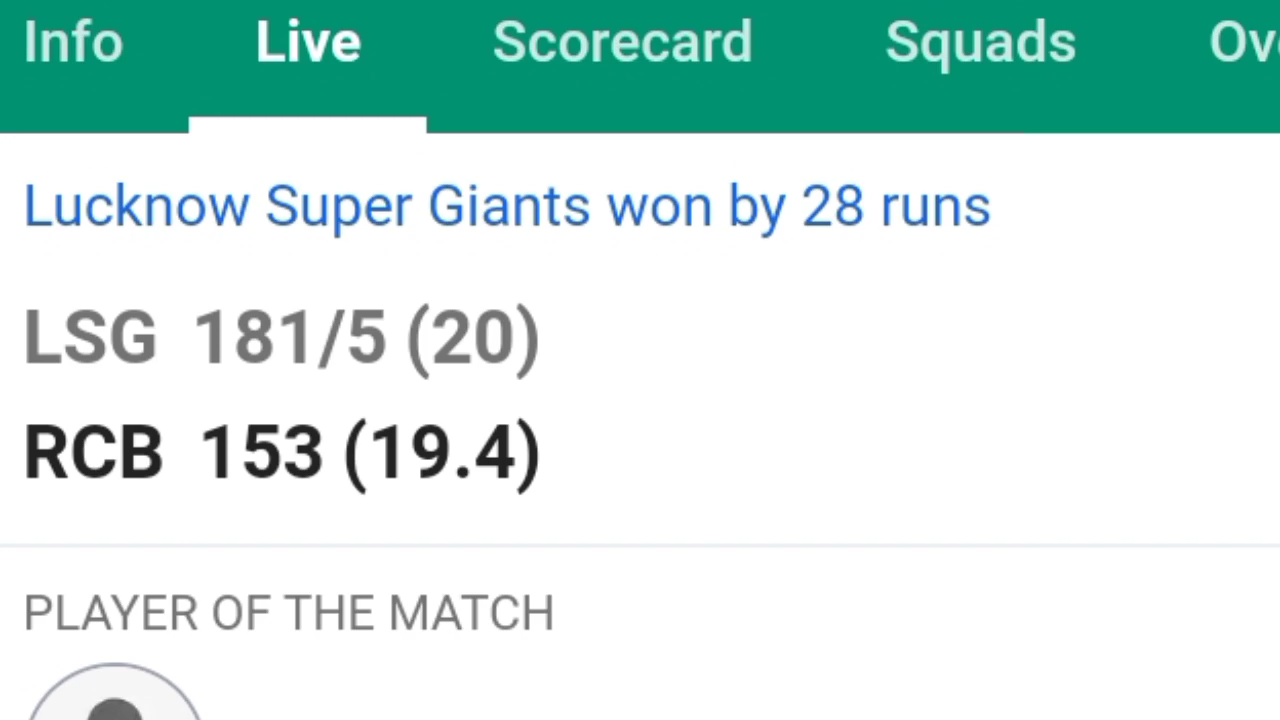 Info Live Scorecard Squads
Lucknow Super Giants won by 28 runs
LSG 181/5 (20)
RCB 153 (19.4)
PLAYER OF THE MATCH